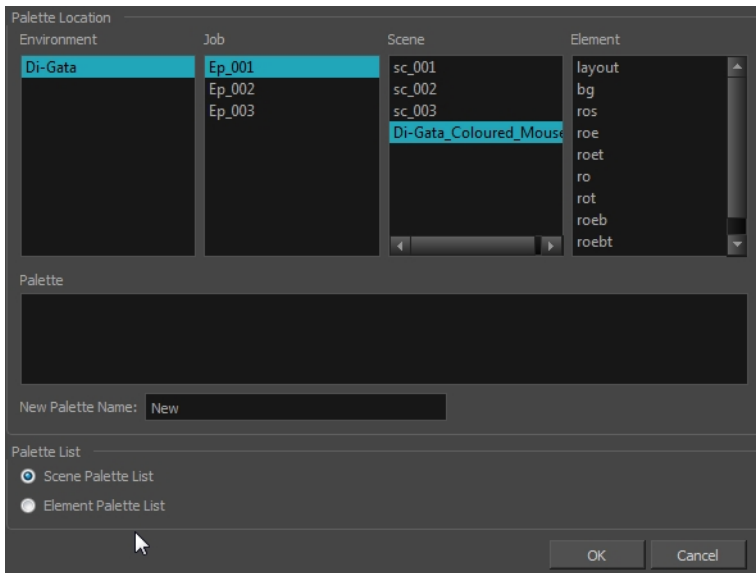 Palette Location
Environment Job Scene Element
Di-Gata Ep_001 sc_001 layout
Ep_002 sc_002 bg
Ep_003 sc_003 ros
Di-Gata_Coloured_Mouse roe
roet
ro
rot
roeb
roebt
Palette
New Palette Name: New
Palette List
Scene Palette List
Element Palette List
OK Cancel